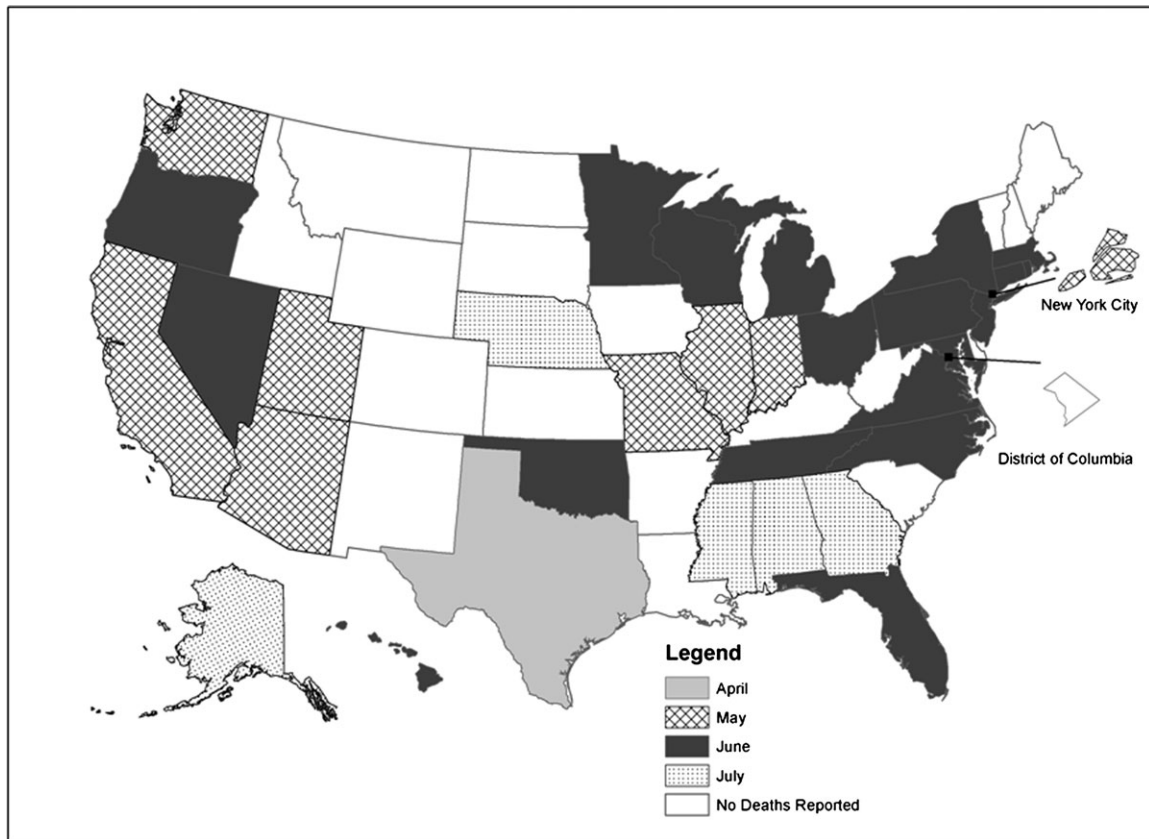 New York City
District of Columbia
Legend
April
May
June
July
No Deaths Reported